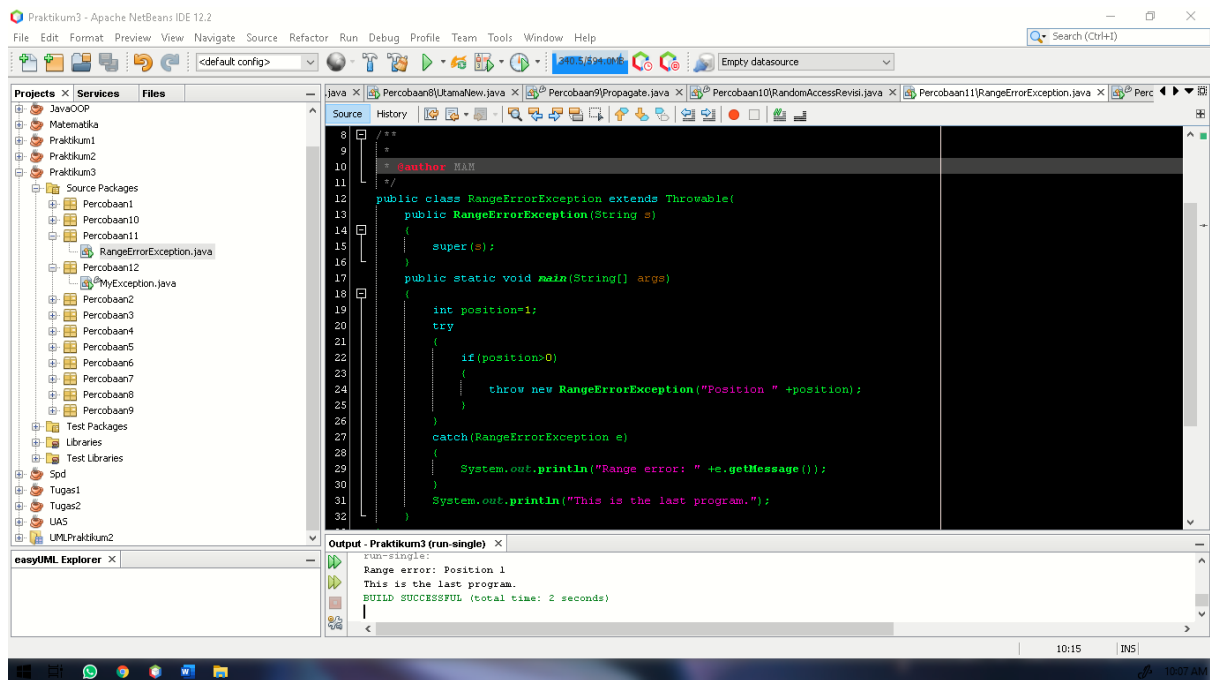 Praktikum3 - Apache NetBeans IDE 12.2
File Edit Format Preview View Navigate Source Refactor Run Debug Profile Team Tools Window Help
Search (Ctrl+I)
<default config>
340.5/594.0MB
Empty datasource
Projects × Services Files
.java × Percobaan8\UtamaNew.java × Percobaan9\Propagate.java × Percobaan10\RandomAccessRevisi.java × Percobaan11\RangeErrorException.java × Perc
Source History
JavaOOP
Matematika
Praktikum1
Praktikum2
Praktikum3
Source Packages
Percobaan1
Percobaan10
Percobaan11
RangeErrorException.java
Percobaan12
MyException.java
Percobaan2
Percobaan3
Percobaan4
Percobaan5
Percobaan6
Percobaan7
Percobaan8
Percobaan9
Test Packages
Libraries
Test Libraries
Spd
Tugas1
Tugas2
UAS
UMLPraktikum2
easyUML Explorer ×
8 /**
9 *
10 * @author MAM
11 */
12 public class RangeErrorException extends Throwable{
13 public RangeErrorException(String s)
14 {
15 super(s);
16 }
17 public static void main(String[] args)
18 {
19 int position=1;
20 try
21 {
22 if(position>0)
23 {
24 throw new RangeErrorException("Position " +position);
25 }
26 }
27 catch(RangeErrorException e)
28 {
29 System.out.println("Range error: " +e.getMessage());
30 }
31 System.out.println("This is the last program.");
32 }
Output - Praktikum3 (run-single) ×
run-single:
Range error: Position 1
This is the last program.
BUILD SUCCESSFUL (total time: 2 seconds)
10:15 INS
10:07 AM